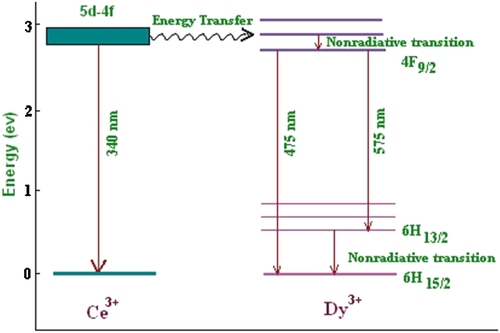 5d-4f
Energy Transfer
Nonradiative transition
4F9/2
340 nm
475 nm
575 nm
6H13/2
Nonradiative transition
6H15/2
Energy (ev)
3
2
1
0
Ce3+
Dy3+